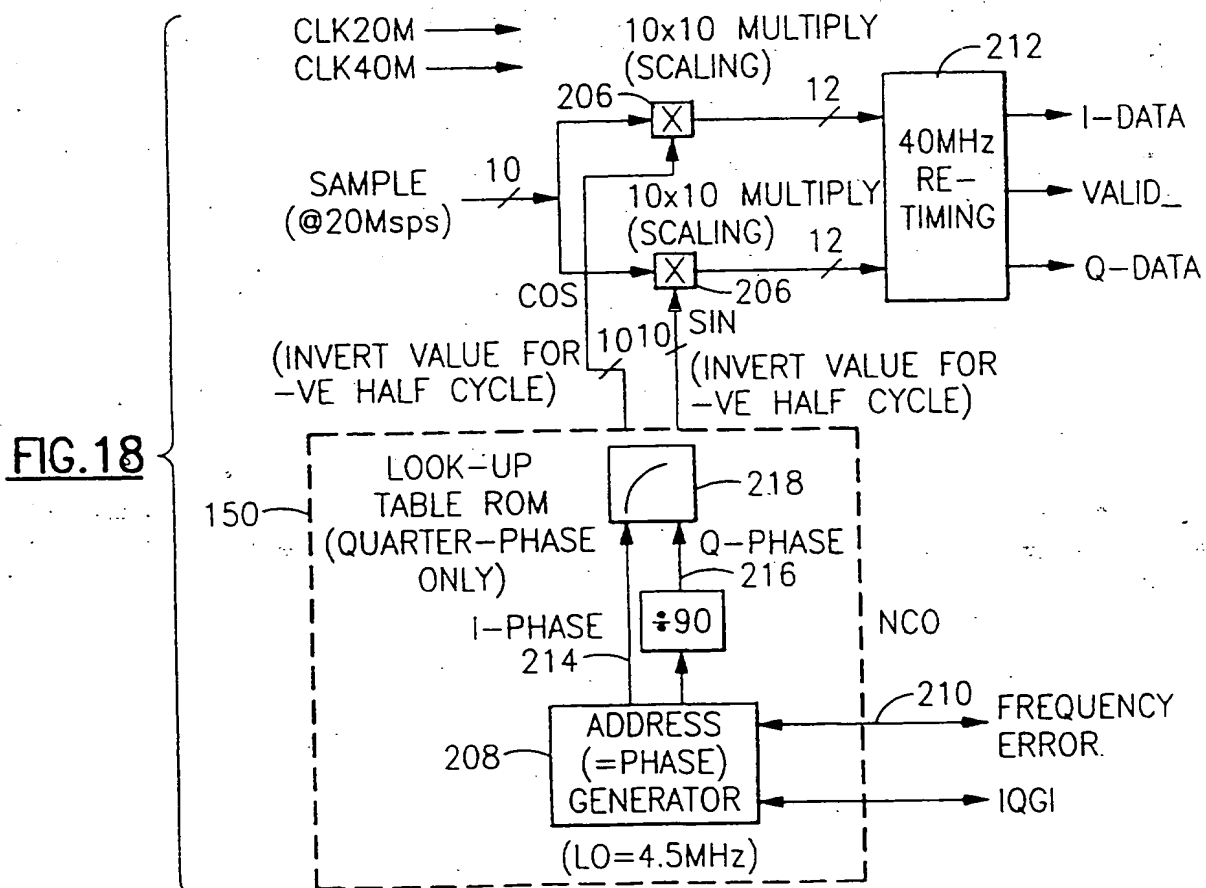 CLK20M
CLK40M
10x10 MULTIPLY
(SCALING)
206
X
12
212
40MHz
RE-
TIMING
I-DATA
VALID_
Q-DATA
SAMPLE
(@20Msps)
10
10x10 MULTIPLY
(SCALING)
12
X
206
COS
SIN
10
10
(INVERT VALUE FOR
-VE HALF CYCLE)
(INVERT VALUE FOR
-VE HALF CYCLE)
FIG.18
150
LOOK-UP
TABLE ROM
(QUARTER-PHASE
ONLY)
218
Q-PHASE
216
÷90
I-PHASE
214
NCO
208
ADDRESS
(=PHASE)
GENERATOR
210
FREQUENCY
ERROR.
IQGI
(LO=4.5MHz)